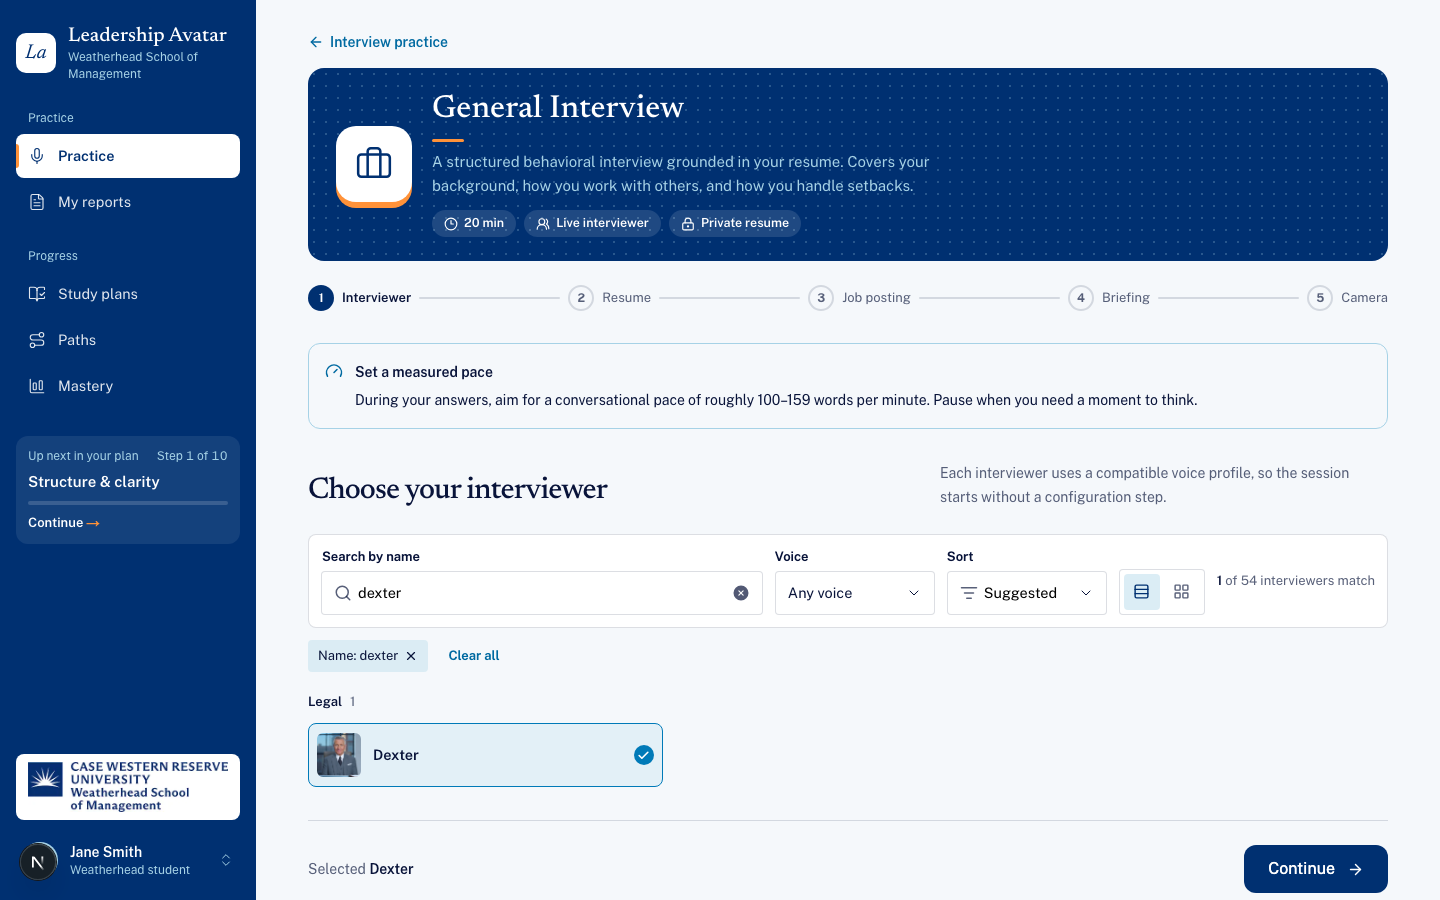 La
Leadership Avatar
Weatherhead School of
Management
Practice
Practice
My reports
Progress
Study plans
Paths
Mastery
Up next in your plan Step 1 of 10
Structure & clarity
Continue →
CASE WESTERN RESERVE
UNIVERSITY
Weatherhead School
of Management
N
Jane Smith
Weatherhead student
← Interview practice
General Interview
A structured behavioral interview grounded in your resume. Covers your
background, how you work with others, and how you handle setbacks.
20 min Live interviewer Private resume
1 Interviewer 2 Resume 3 Job posting 4 Briefing 5 Camera
Set a measured pace
During your answers, aim for a conversational pace of roughly 100–159 words per minute. Pause when you need a moment to think.
Choose your interviewer
Each interviewer uses a compatible voice profile, so the session
starts without a configuration step.
Search by name Voice Sort
dexter Any voice Suggested 1 of 54 interviewers match
Name: dexter × Clear all
Legal 1
Dexter
Selected Dexter
Continue →